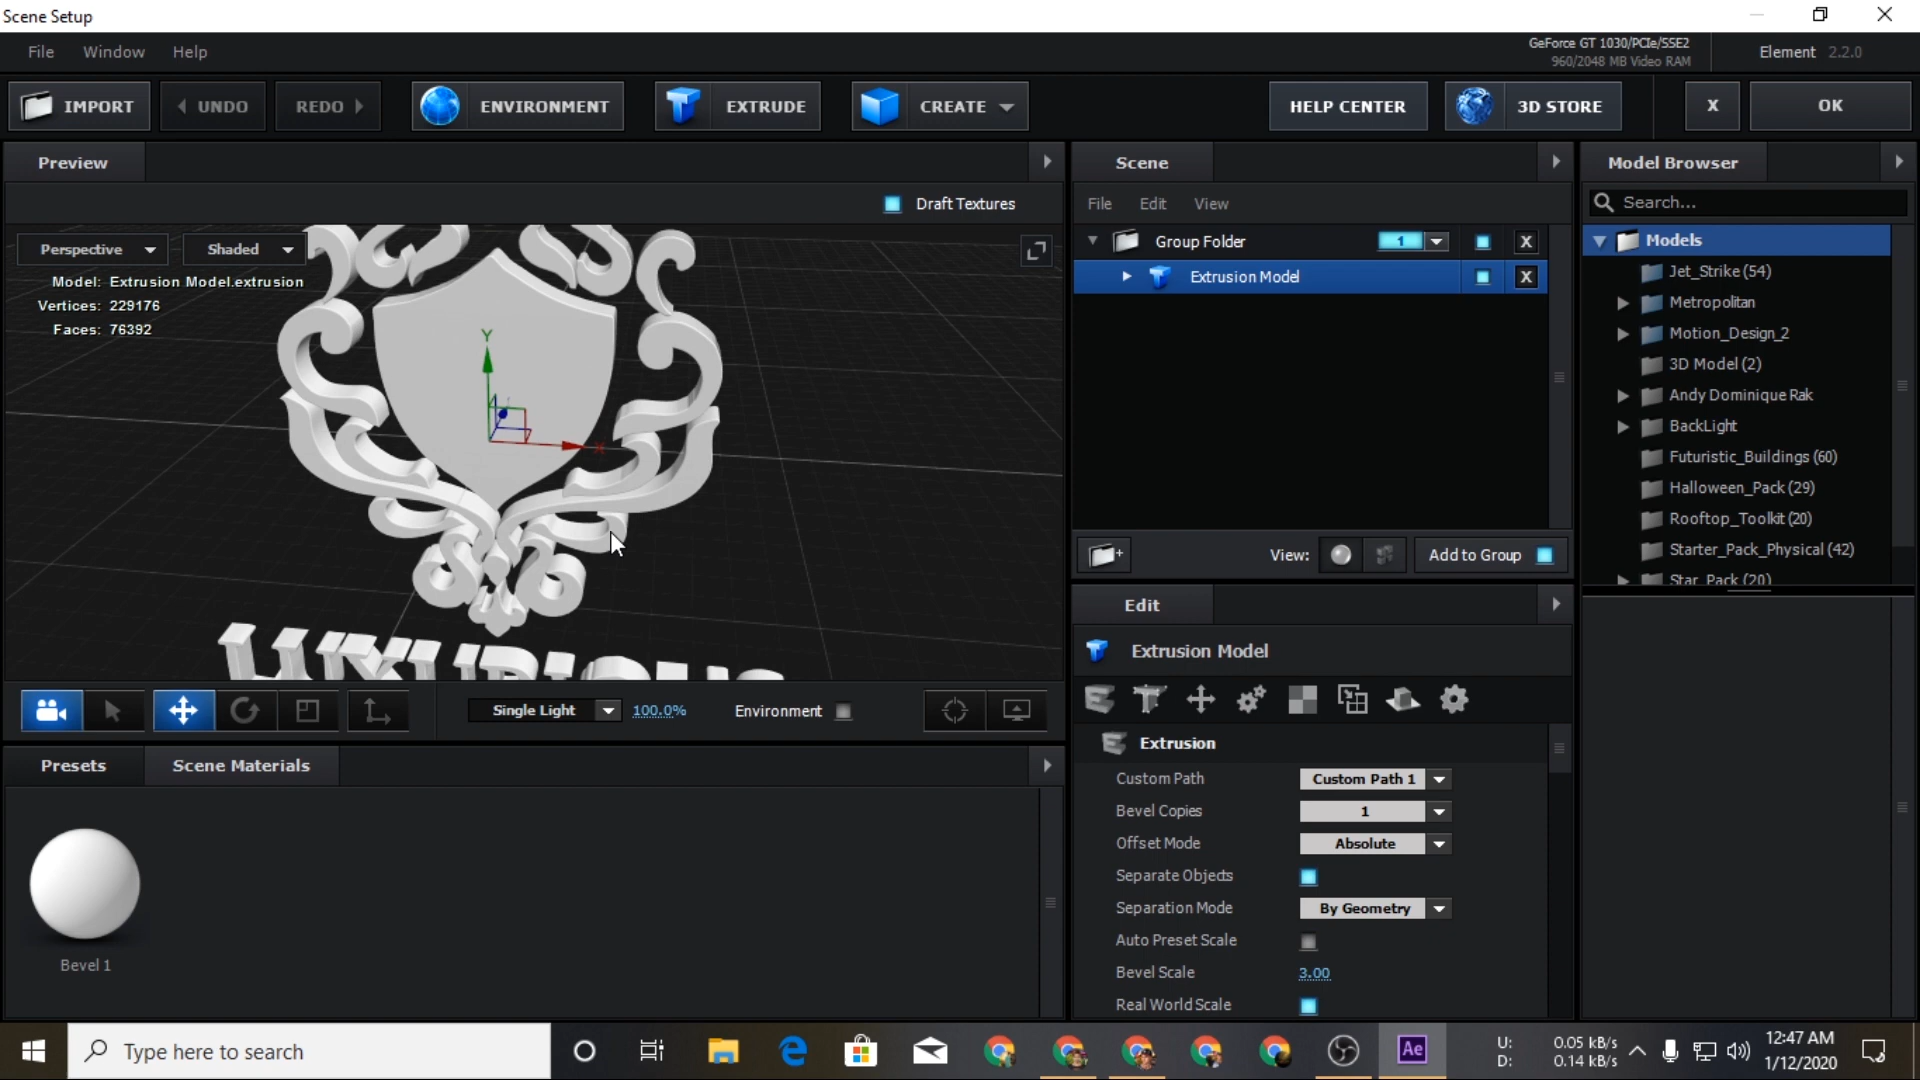 Scene Setup
File Window Help
GeForce GT 1030/PCIe/SSE2
960/2048 MB Video RAM
Element 2.2.0
IMPORT
UNDO
REDO
ENVIRONMENT
EXTRUDE
CREATE
HELP CENTER
3D STORE
X
OK
Preview
Draft Textures
Perspective
Shaded
Model: Extrusion Model.extrusion
Vertices: 229176
Faces: 76392
Y
X
LUXURIOUS
Single Light
100.0%
Environment
Presets
Scene Materials
Bevel 1
Scene
File Edit View
Group Folder
1
X
Extrusion Model
X
View:
Add to Group
Edit
Extrusion Model
Extrusion
Custom Path
Custom Path 1
Bevel Copies
1
Offset Mode
Absolute
Separate Objects
Separation Mode
By Geometry
Auto Preset Scale
Bevel Scale
3.00
Real World Scale
Model Browser
Search...
Models
Jet_Strike (54)
Metropolitan
Motion_Design_2
3D Model (2)
Andy Dominique Rak
BackLight
Futuristic_Buildings (60)
Halloween_Pack (29)
Rooftop_Toolkit (20)
Starter_Pack_Physical (42)
Star_Pack (20)
Type here to search
Ae
U: 0.05 kB/s
D: 0.14 kB/s
12:47 AM
1/12/2020